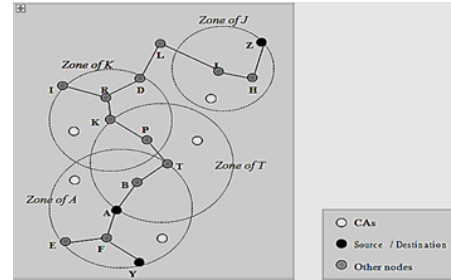 Zone of J
Z
L
Zone of K
J
H
I
R
D
K
P
Zone of T
T
B
Zone of A
A
E
F
Y
CAs
Source / Destination
Other nodes